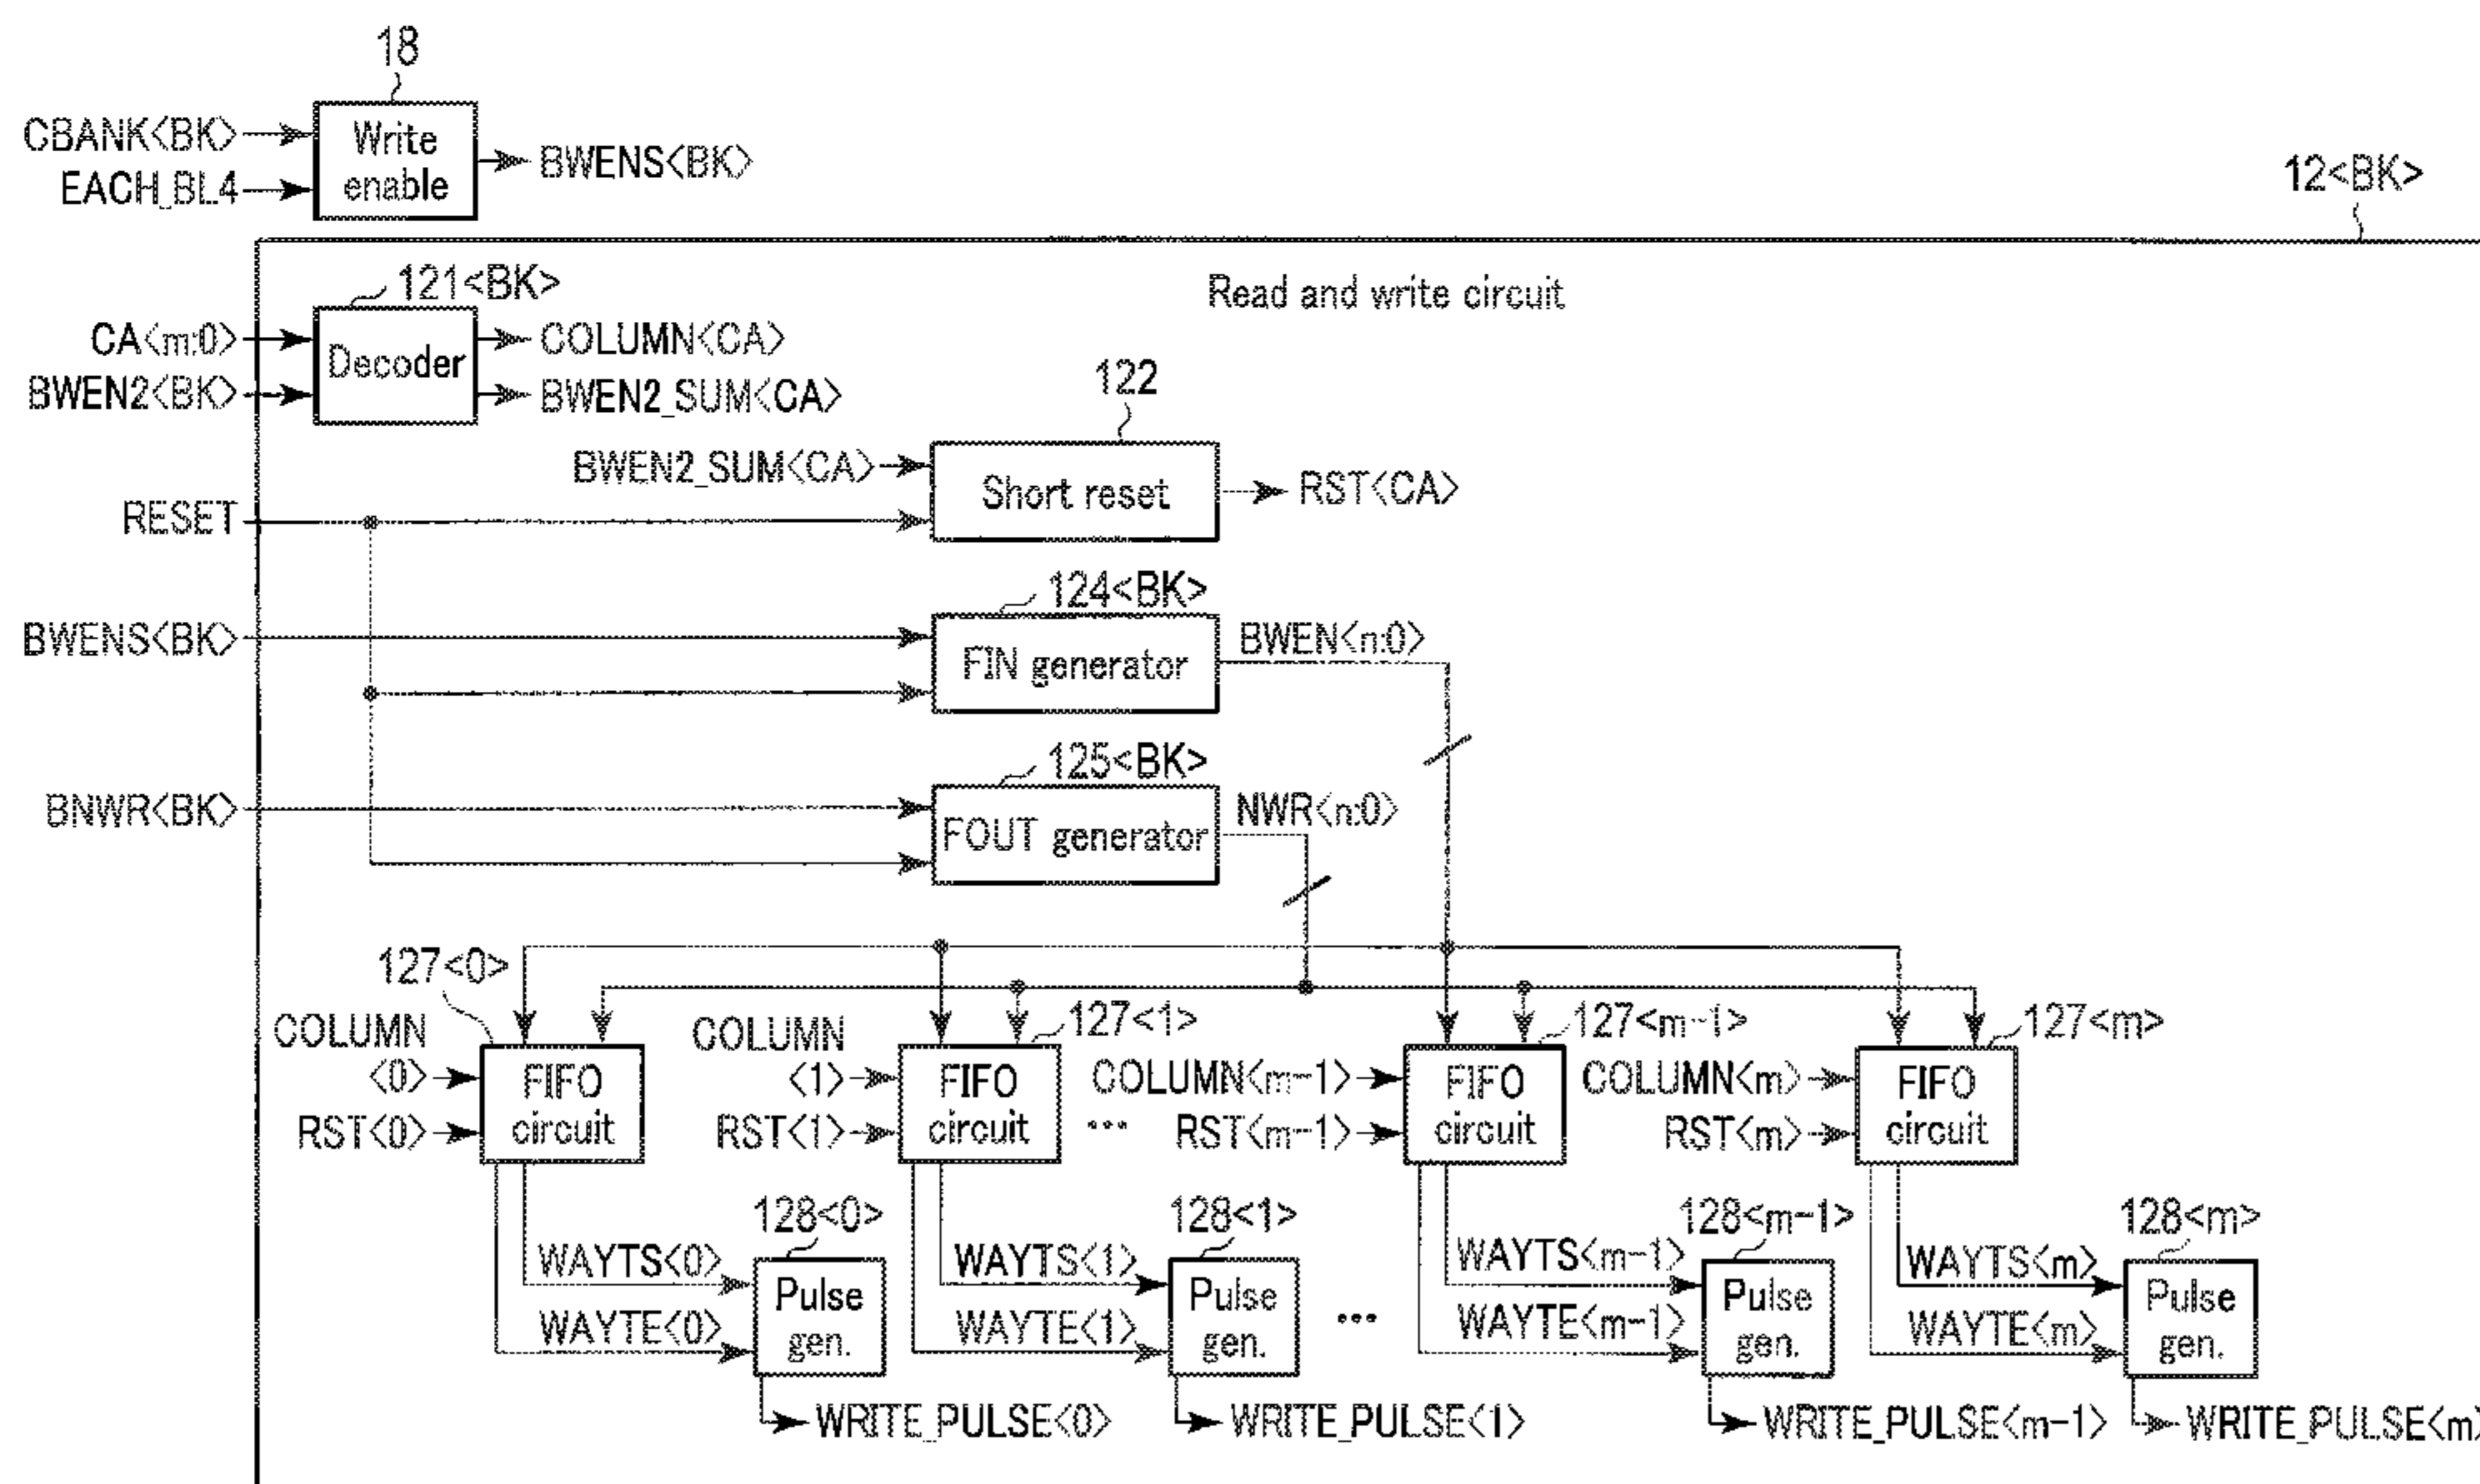 18
CBANK<BK>
EACH_BL4
Write
enable
BWENS<BK>
12<BK>
Read and write circuit
121<BK>
CA<m:0>
BWEN2<BK>
Decoder
COLUMN<CA>
BWEN2_SUM<CA>
122
BWEN2_SUM<CA>
RESET
Short reset
RST<CA>
124<BK>
BWENS<BK>
FIN generator
BWEN<n:0>
125<BK>
BNWR<BK>
FOUT generator
NWR<n:0>
127<0>
COLUMN
<0>
RST<0>
FIFO
circuit
127<1>
COLUMN
<1>
RST<1>
FIFO
circuit
...
127<m-1>
COLUMN<m-1>
RST<m-1>
FIFO
circuit
127<m>
COLUMN<m>
RST<m>
FIFO
circuit
128<0>
WAYTS<0>
WAYTE<0>
Pulse
gen.
WRITE_PULSE<0>
128<1>
WAYTS<1>
WAYTE<1>
Pulse
gen.
WRITE_PULSE<1>
...
128<m-1>
WAYTS<m-1>
WAYTE<m-1>
Pulse
gen.
WRITE_PULSE<m-1>
128<m>
WAYTS<m>
WAYTE<m>
Pulse
gen.
WRITE_PULSE<m>